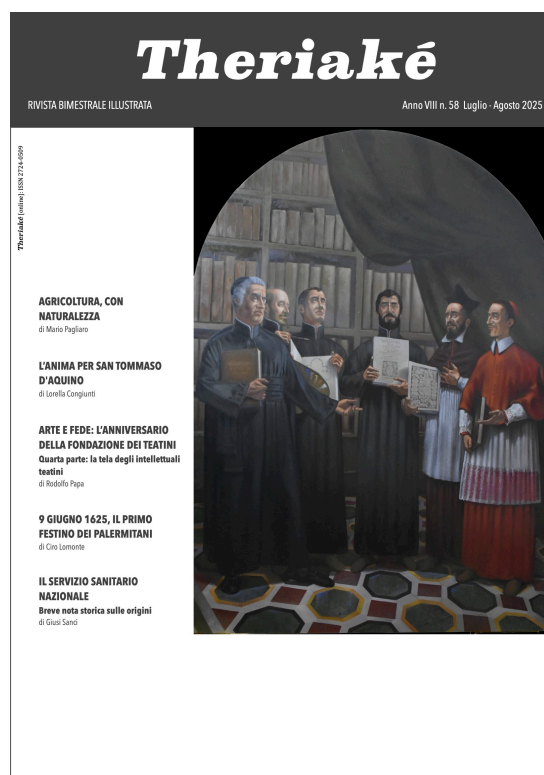 Theriaké
RIVISTA BIMESTRALE ILLUSTRATA
Anno VIII n. 58 Luglio - Agosto 2025
Theriaké [online]: ISSN 2724-0509
AGRICOLTURA, CON
NATURALEZZA
di Mario Pagliaro
L'ANIMA PER SAN TOMMASO
D'AQUINO
di Lorella Congiunti
ARTE E FEDE: L'ANNIVERSARIO
DELLA FONDAZIONE DEI TEATINI
Quarta parte: la tela degli intellettuali
teatini
di Rodolfo Papa
9 GIUGNO 1625, IL PRIMO
FESTINO DEI PALERMITANI
di Ciro Lomonte
IL SERVIZIO SANITARIO
NAZIONALE
Breve nota storica sulle origini
di Giusi Sanci